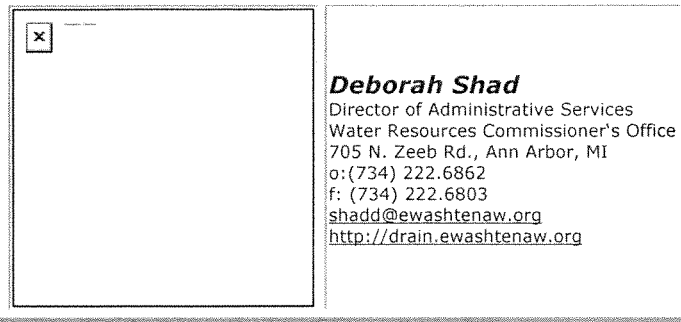 Deborah Shad
Director of Administrative Services
Water Resources Commissioner's Office
705 N. Zeeb Rd., Ann Arbor, MI
o:(734) 222.6862
f: (734) 222.6803
shadd@ewashtenaw.org
http://drain.ewashtenaw.org